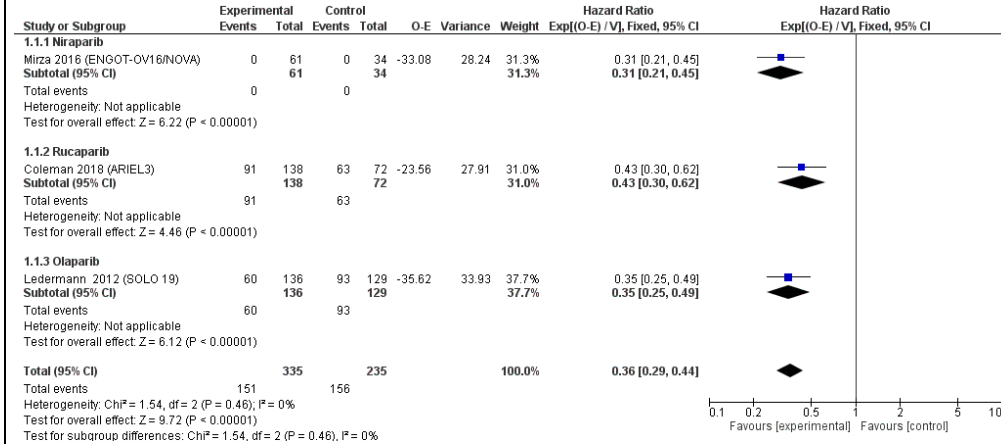 Experimental Control Hazard Ratio Hazard Ratio
Study or Subgroup Events Total Events Total O-E Variance Weight Exp[(O-E) / V], Fixed, 95% CI Exp[(O-E) / V], Fixed, 95% CI
1.1.1 Niraparib
Mirza 2016 (ENGOT-OV16/NOVA) 0 61 0 34 -33.08 28.24 31.3% 0.31 [0.21, 0.45]
Subtotal (95% CI) 61 34 31.3% 0.31 [0.21, 0.45]
Total events 0 0
Heterogeneity: Not applicable
Test for overall effect: Z = 6.22 (P < 0.00001)
1.1.2 Rucaparib
Coleman 2018 (ARIEL3) 91 138 63 72 -23.56 27.91 31.0% 0.43 [0.30, 0.62]
Subtotal (95% CI) 138 72 31.0% 0.43 [0.30, 0.62]
Total events 91 63
Heterogeneity: Not applicable
Test for overall effect: Z = 4.46 (P < 0.00001)
1.1.3 Olaparib
Ledermann 2012 (SOLO 19) 60 136 93 129 -35.62 33.93 37.7% 0.35 [0.25, 0.49]
Subtotal (95% CI) 136 129 37.7% 0.35 [0.25, 0.49]
Total events 60 93
Heterogeneity: Not applicable
Test for overall effect: Z = 6.12 (P < 0.00001)
Total (95% CI) 335 235 100.0% 0.36 [0.29, 0.44]
Total events 151 156
Heterogeneity: Chi² = 1.54, df = 2 (P = 0.46); I² = 0%
Test for overall effect: Z = 9.72 (P < 0.00001)
Test for subgroup differences: Chi² = 1.54, df = 2 (P = 0.46), I² = 0%
0.1 0.2 0.5 1 2 5 10
Favours [experimental] Favours [control]